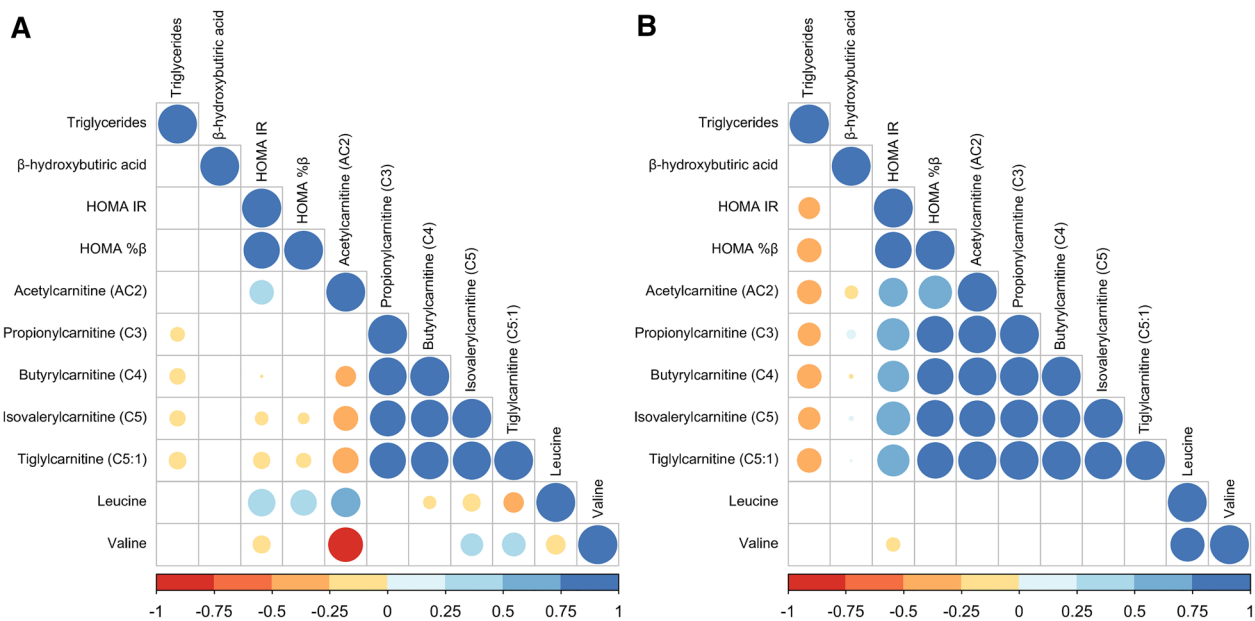 A
Triglycerides
β-hydroxybutiric acid
HOMA IR
HOMA %β
Acetylcarnitine (AC2)
Propionylcarnitine (C3)
Butyrylcarnitine (C4)
Isovalerylcarnitine (C5)
Tiglylcarnitine (C5:1)
Leucine
Valine
Triglycerides
β-hydroxybutiric acid
HOMA IR
HOMA %β
Acetylcarnitine (AC2)
Propionylcarnitine (C3)
Butyrylcarnitine (C4)
Isovalerylcarnitine (C5)
Tiglylcarnitine (C5:1)
Leucine
Valine
-1 -0.75 -0.5 -0.25 0 0.25 0.5 0.75 1
B
Triglycerides
β-hydroxybutiric acid
HOMA IR
HOMA %β
Acetylcarnitine (AC2)
Propionylcarnitine (C3)
Butyrylcarnitine (C4)
Isovalerylcarnitine (C5)
Tiglylcarnitine (C5:1)
Leucine
Valine
Triglycerides
β-hydroxybutiric acid
HOMA IR
HOMA %β
Acetylcarnitine (AC2)
Propionylcarnitine (C3)
Butyrylcarnitine (C4)
Isovalerylcarnitine (C5)
Tiglylcarnitine (C5:1)
Leucine
Valine
-1 -0.75 -0.5 -0.25 0 0.25 0.5 0.75 1